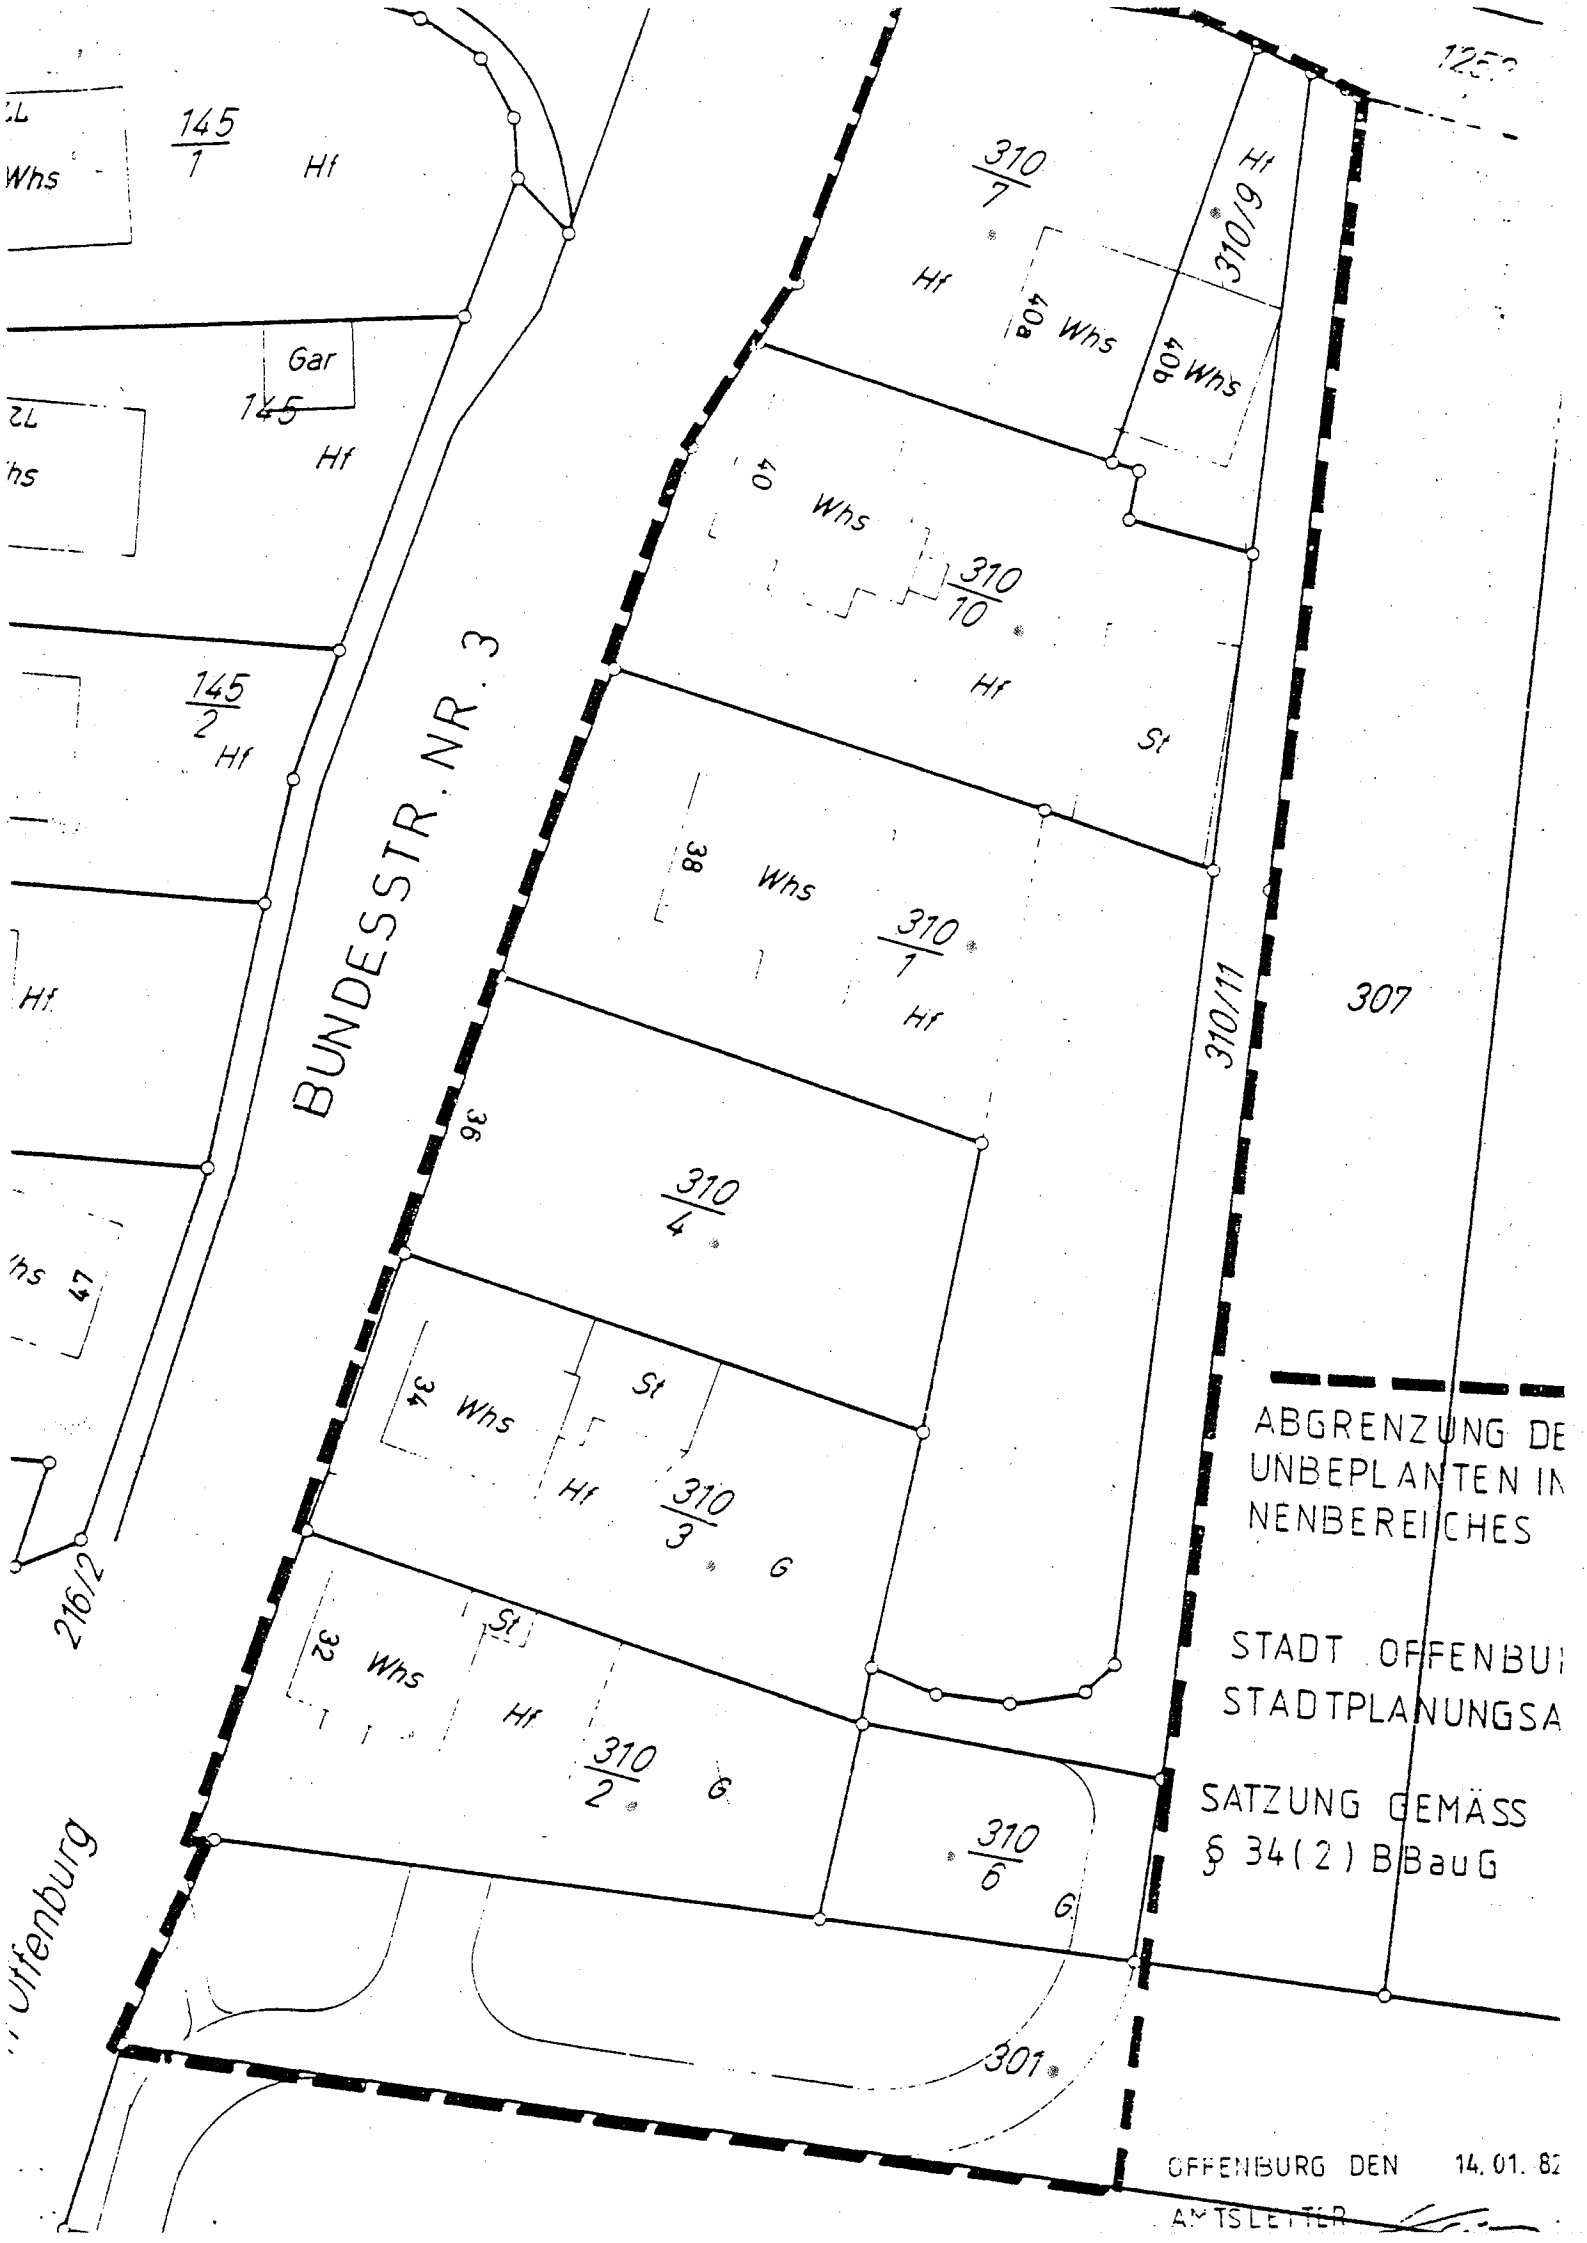 145
1
Hf
Whs
Gar
145
Hf
72
145
2
Hf
Hf
47
216/2
BUNDESSTR. NR. 3
310
7
Hf
Hf
310/9
40a
Whs
40b
Whs
40
Whs
310
10
Hf
St
38
Whs
310
1
Hf
310/11
307
36
310
4
34
Whs
St
Hf
310
3
G
32
Whs
St
Hf
310
2
G
310
6
G
301
Offenburg
ABGRENZUNG DE
UNBEPLANTEN IN
NENBEREICHES
STADT OFFENBU
STADTPLANUNGSA
SATZUNG GEMÄSS
§ 34(2) BBauG
OFFENBURG DEN 14.01.82
AMTSLEITER